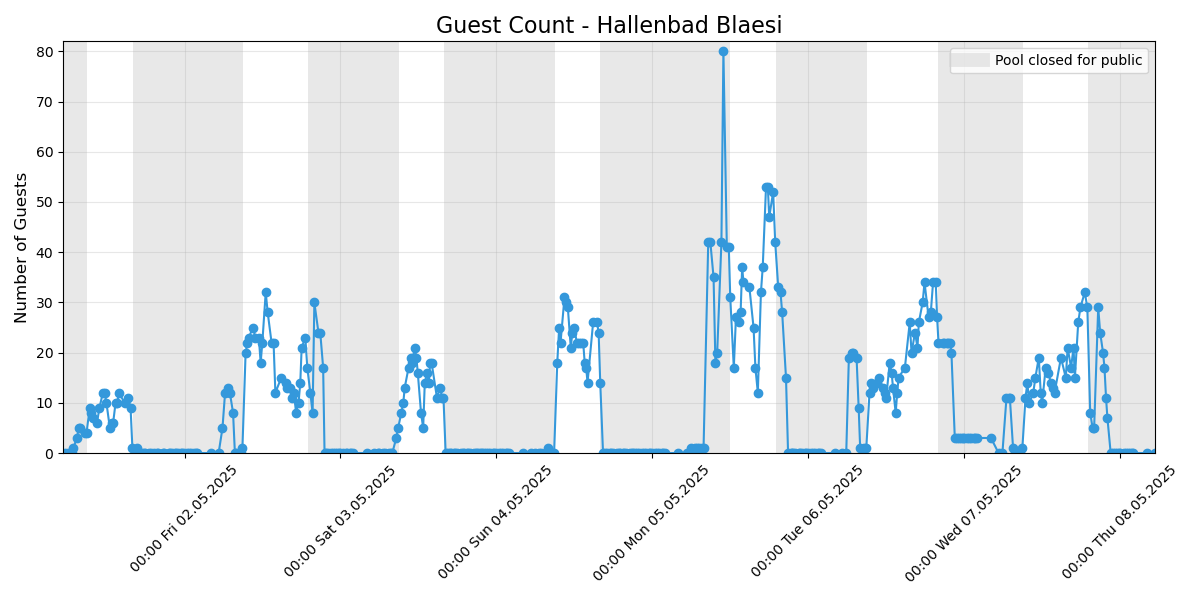 Guest Count - Hallenbad Blaesi
Pool closed for public
Number of Guests
80
70
60
50
40
30
20
10
0
00:00 Fri 02.05.2025
00:00 Sat 03.05.2025
00:00 Sun 04.05.2025
00:00 Mon 05.05.2025
00:00 Tue 06.05.2025
00:00 Wed 07.05.2025
00:00 Thu 08.05.2025